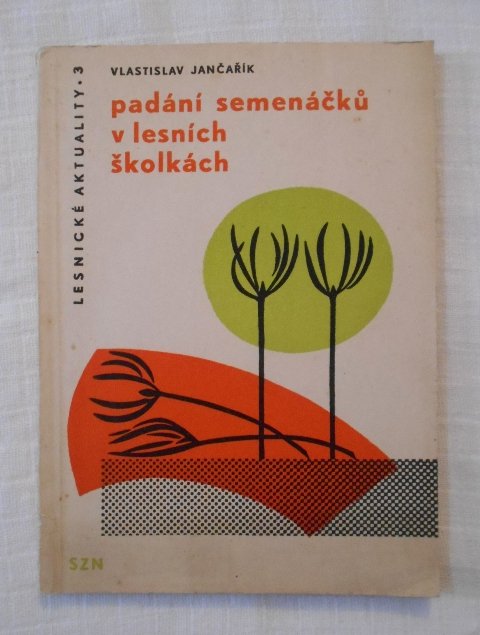 VLASTISLAV JANČAŘÍK
padání semenáčků
v lesních
školkách
LESNICKÉ AKTUALITY • 3
SZN